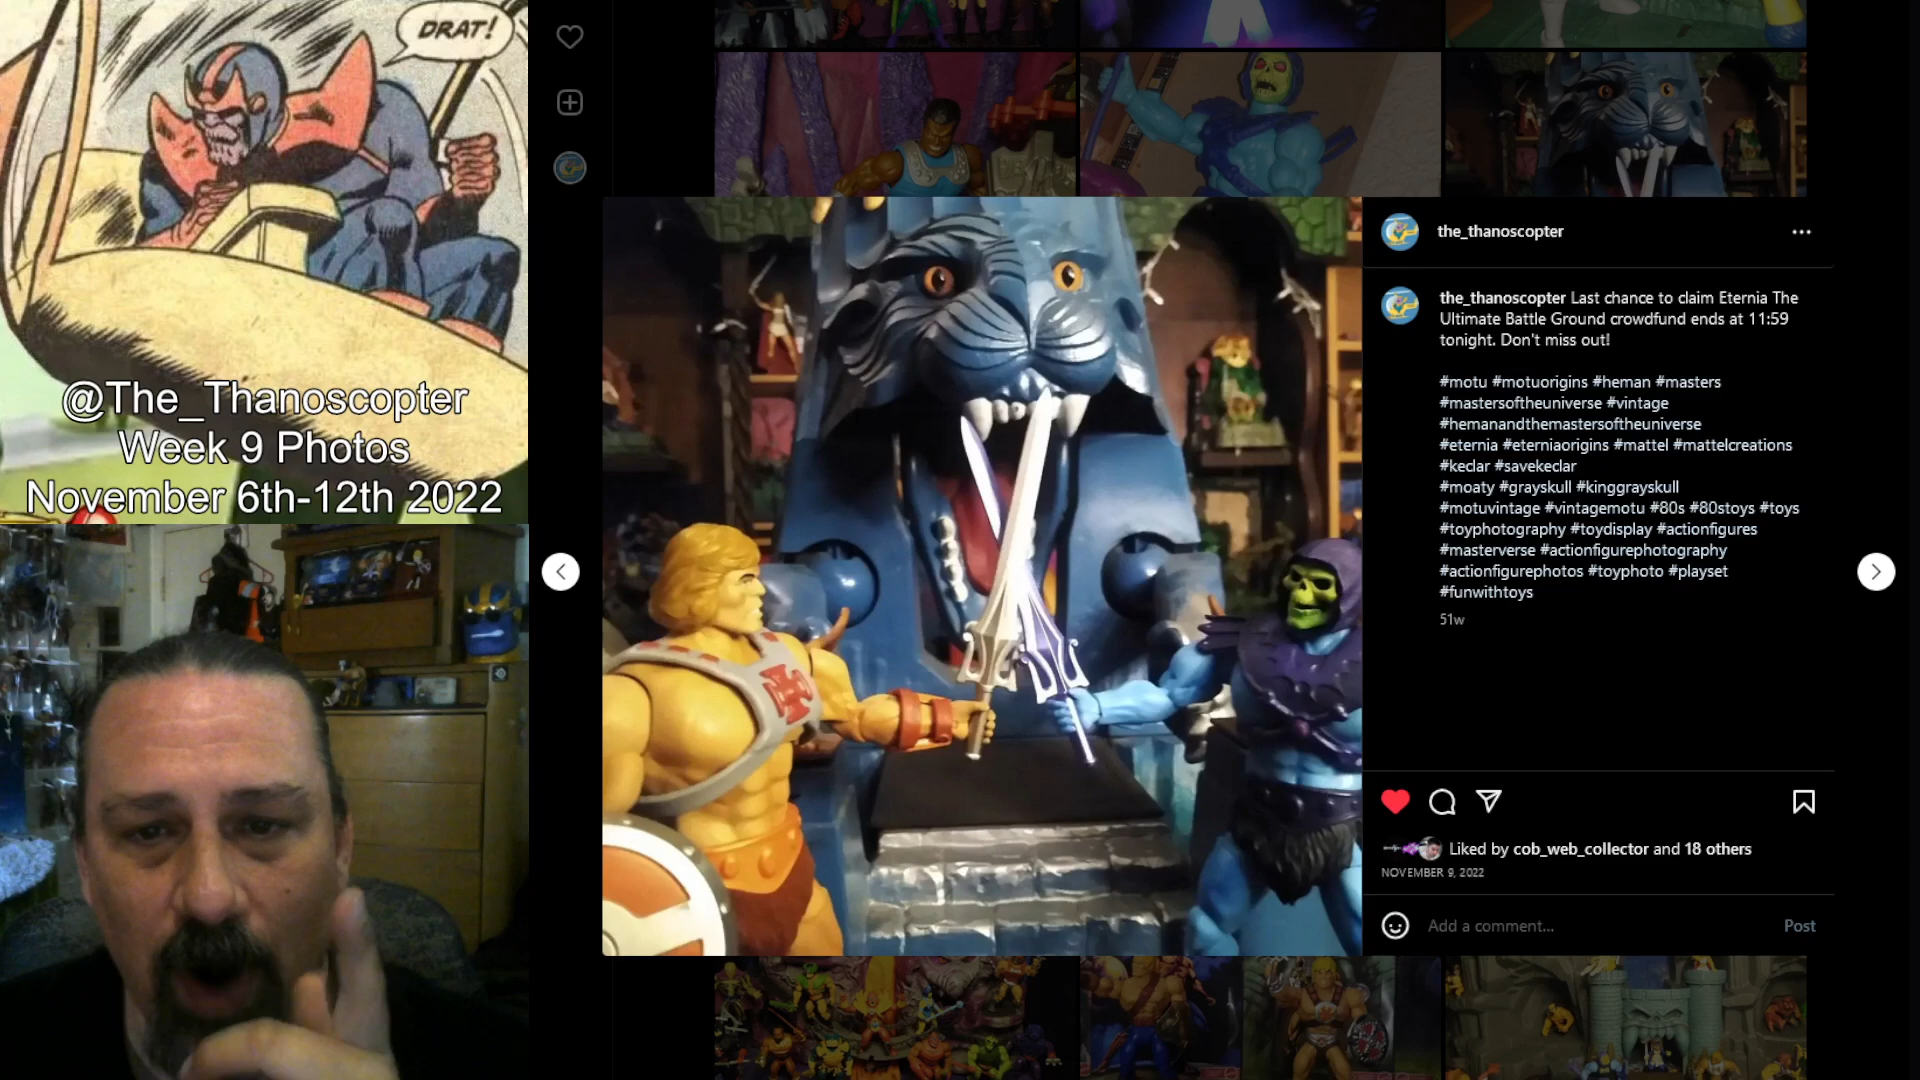 DRAT!
@The_Thanoscopter
Week 9 Photos
November 6th-12th 2022
the_thanoscopter
the_thanoscopter Last chance to claim Eternia The
Ultimate Battle Ground crowdfund ends at 11:59
tonight. Don't miss out!
#motu #motuorigins #heman #masters
#mastersoftheuniverse #vintage
#hemanandthemastersoftheuniverse
#eternia #eterniaorigins #mattel #mattelcreations
#keclar #savekeclar
#moaty #grayskull #kinggrayskull
#motuvintage #vintagemotu #80s #80stoys #toys
#toyphotography #toydisplay #actionfigures
#masterverse #actionfigurephotography
#actionfigurephotos #toyphoto #playset
#funwithtoys
51w
Liked by cob_web_collector and 18 others
NOVEMBER 9, 2022
Add a comment...
Post